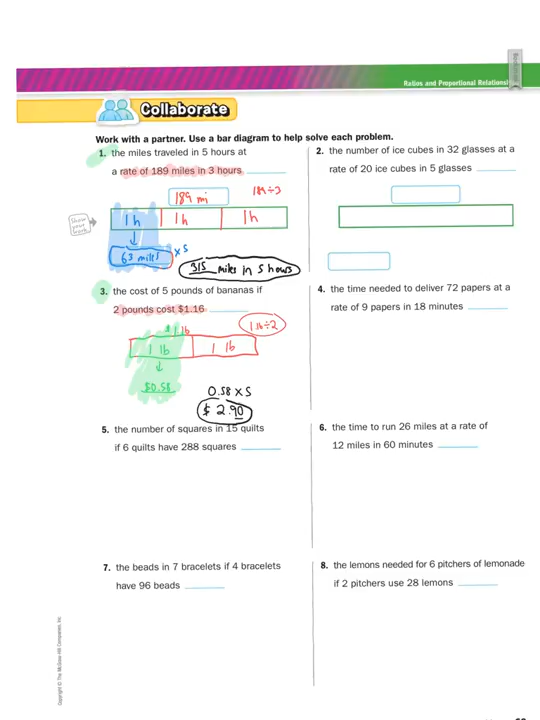 Ratios and Proportional Relationsh
Collaborate
Work with a partner. Use a bar diagram to help solve each problem.
1. the miles traveled in 5 hours at
a rate of 189 miles in 3 hours
189 mi
189÷3
Show your work.
1h
1h
1h
63 miles
×5
315 miles in 5 hours
2. the number of ice cubes in 32 glasses at a
rate of 20 ice cubes in 5 glasses
3. the cost of 5 pounds of bananas if
2 pounds cost $1.16.
1 lb
1 lb
$0.58
0.58 × 5
$ 2.90
4. the time needed to deliver 72 papers at a
rate of 9 papers in 18 minutes
5. the number of squares in 15 quilts
if 6 quilts have 288 squares
6. the time to run 26 miles at a rate of
12 miles in 60 minutes
7. the beads in 7 bracelets if 4 bracelets
have 96 beads
8. the lemons needed for 6 pitchers of lemonade
if 2 pitchers use 28 lemons
Copyright © The McGraw-Hill Companies, Inc.